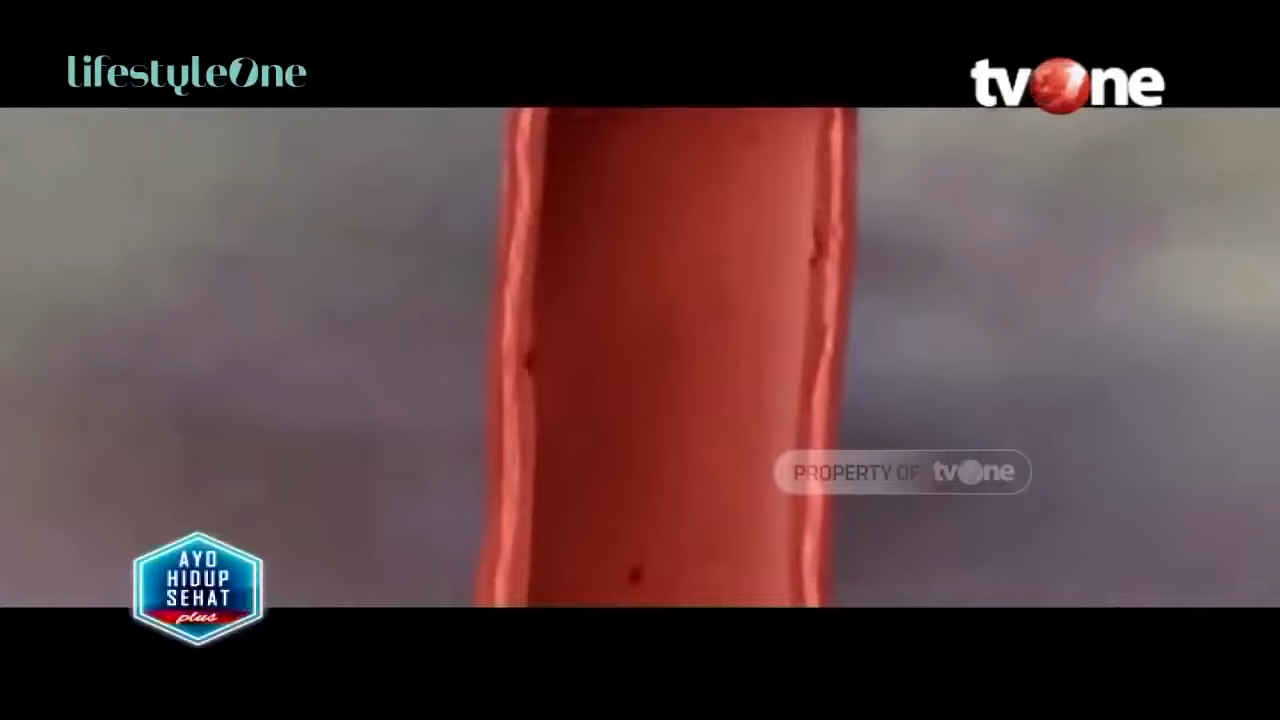 lifestyleOne
tvOne
PROPERTY OF tvOne
AYO
HIDUP
SEHAT
plus